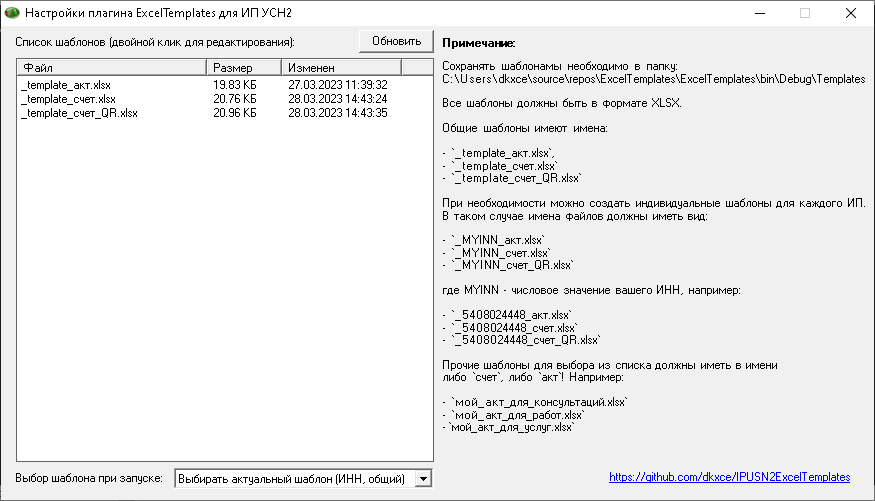 Настройки плагина ExcelTemplates для ИП УСН2
Список шаблонов (двойной клик для редактирования):
Обновить
Файл Размер Изменен
_template_акт.xlsx 19.83 КБ 27.03.2023 11:39:32
_template_счет.xlsx 20.76 КБ 28.03.2023 14:43:24
_template_счет_QR.xlsx 20.96 КБ 28.03.2023 14:43:35
Выбор шаблона при запуске:
Выбирать актуальный шаблон (ИНН, общий)
Примечание:
Сохранять шаблонамы необходимо в папку:
C:\Users\dkxce\source\repos\ExcelTemplates\ExcelTemplates\bin\Debug\Templates
Все шаблоны должны быть в формате XLSX.
Общие шаблоны имют имена:
- `_template_акт.xlsx`,
- `_template_счет.xlsx`
- `_template_счет_QR.xlsx`
При необходимости можно создать индивидуальные шаблоны для каждого ИП.
В таком случае имена файлов должны иметь вид:
- `_MYINN_акт.xlsx`
- `_MYINN_счет.xlsx`
- `_MYINN_счет_QR.xlsx`
где MYINN - числовое значение вашего ИНН, например:
- `_5408024448_акт.xlsx`
- `_5408024448_счет.xlsx`
- `_5408024448_счет_QR.xlsx`
Прочие шаблоны для выбора из списка должны иметь в имени
либо `счет`, либо `акт`! Например:
- `мой_акт_для_консультаций.xlsx`
- `мой_акт_для_работ.xlsx`
-`мой_акт_для_услуг.xlsx`
https://github.com/dkxce/IPUSN2ExcelTemplates